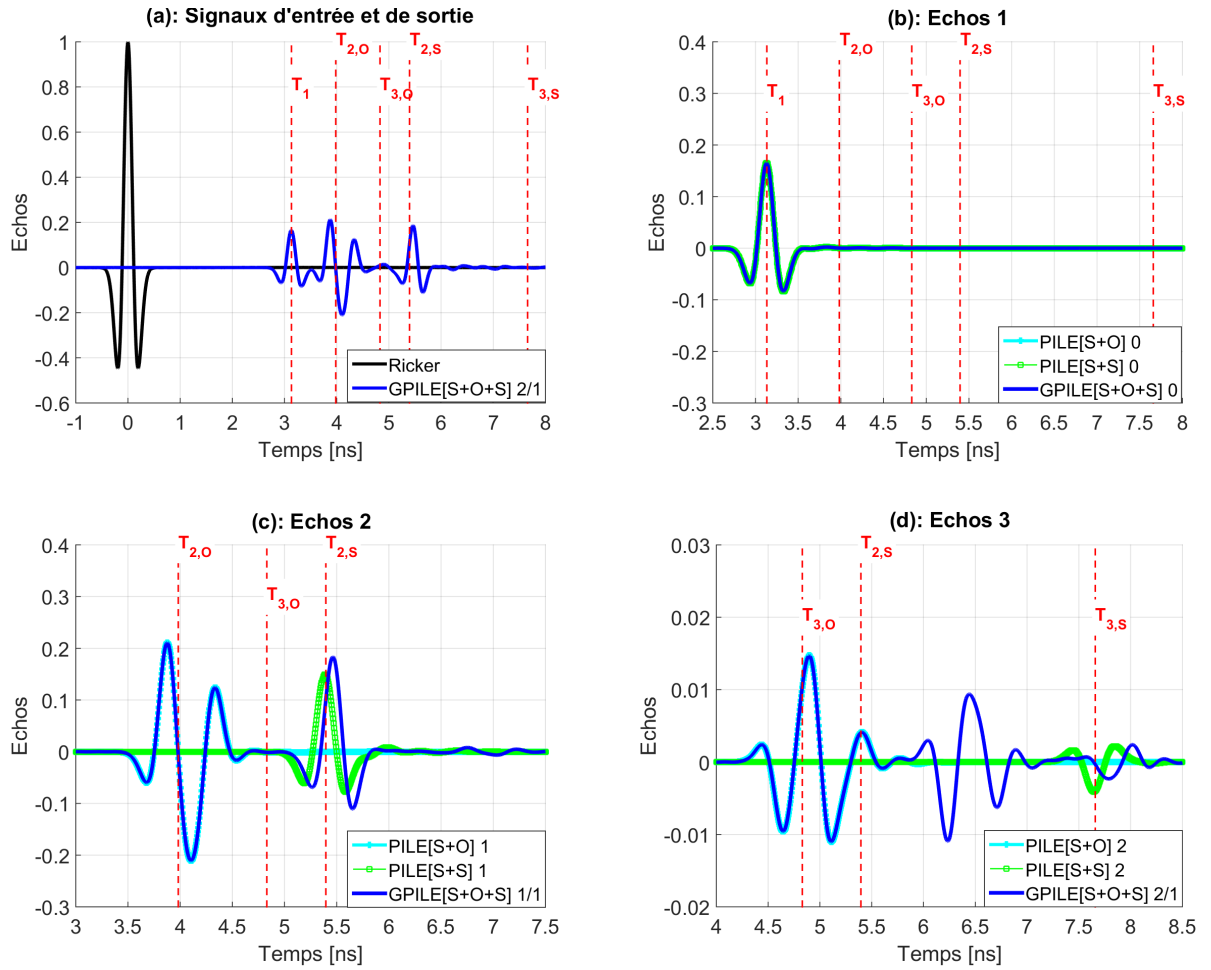 (a): Signaux d'entrée et de sortie
1
0.8
0.6
0.4
0.2
0
-0.2
-0.4
-0.6
Echos
T1
T2,O
T3,O
T2,S
T3,S
Ricker
GPILE[S+O+S] 2/1
-1 0 1 2 3 4 5 6 7 8
Temps [ns]
(b): Echos 1
0.4
0.3
0.2
0.1
0
-0.1
-0.2
-0.3
Echos
T1
T2,O
T3,O
T2,S
T3,S
PILE[S+O] 0
PILE[S+S] 0
GPILE[S+O+S] 0
2.5 3 3.5 4 4.5 5 5.5 6 6.5 7 7.5 8
Temps [ns]
(c): Echos 2
0.4
0.3
0.2
0.1
0
-0.1
-0.2
-0.3
Echos
T2,O
T3,O
T2,S
PILE[S+O] 1
PILE[S+S] 1
GPILE[S+O+S] 1/1
3 3.5 4 4.5 5 5.5 6 6.5 7 7.5
Temps [ns]
(d): Echos 3
0.03
0.02
0.01
0
-0.01
-0.02
Echos
T3,O
T2,S
T3,S
PILE[S+O] 2
PILE[S+S] 2
GPILE[S+O+S] 2/1
4 4.5 5 5.5 6 6.5 7 7.5 8 8.5
Temps [ns]